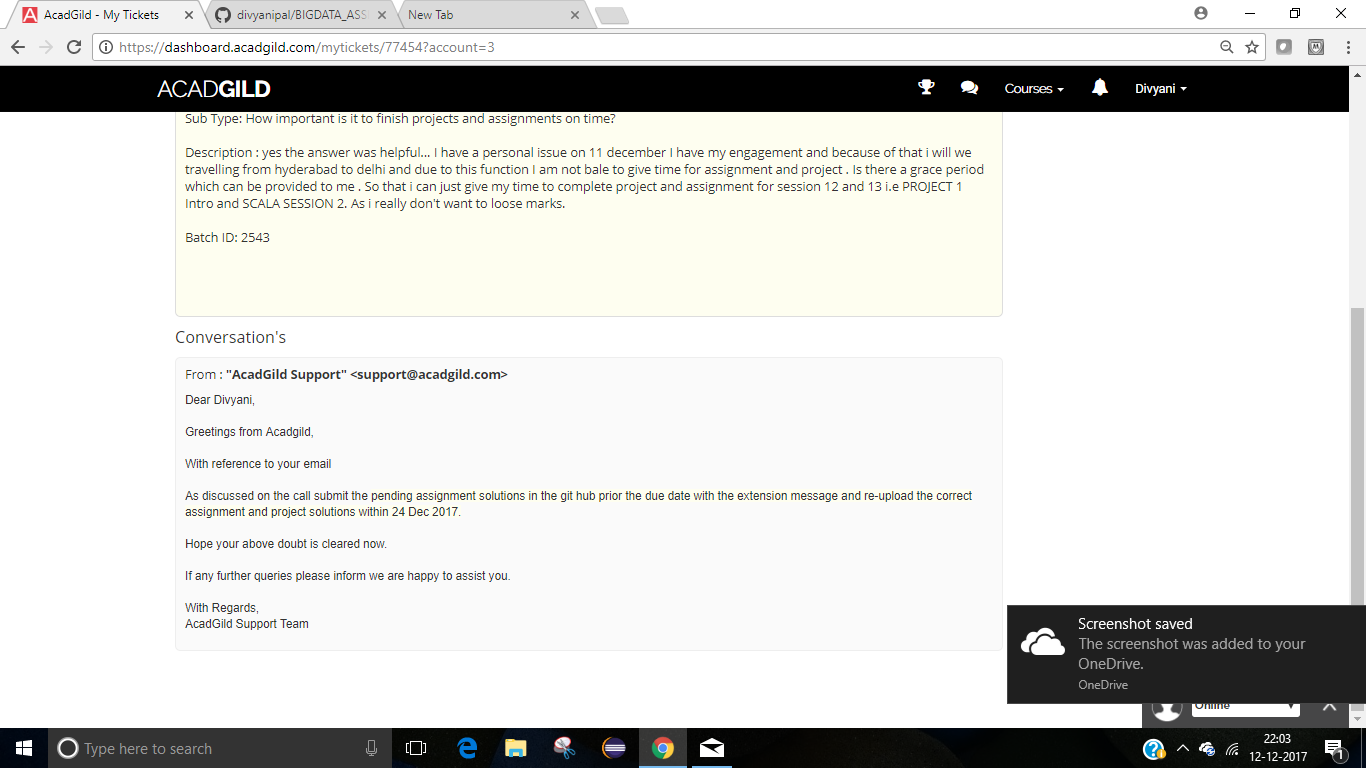 AcadGild - My Tickets
divyanipal/BIGDATA_ASS
New Tab
https://dashboard.acadgild.com/mytickets/77454?account=3
ACADGILD
Courses
Divyani
Sub Type: How important is it to finish projects and assignments on time?
Description : yes the answer was helpful... I have a personal issue on 11 december I have my engagement and because of that i will we
travelling from hyderabad to delhi and due to this function I am not bale to give time for assignment and project . Is there a grace period
which can be provided to me . So that i can just give my time to complete project and assignment for session 12 and 13 i.e PROJECT 1
Intro and SCALA SESSION 2. As i really don't want to loose marks.
Batch ID: 2543
Conversation's
From : "AcadGild Support" <support@acadgild.com>
Dear Divyani,
Greetings from Acadgild,
With reference to your email
As discussed on the call submit the pending assignment solutions in the git hub prior the due date with the extension message and re-upload the correct
assignment and project solutions within 24 Dec 2017.
Hope your above doubt is cleared now.
If any further queries please inform we are happy to assist you.
With Regards,
AcadGild Support Team
Screenshot saved
The screenshot was added to your
OneDrive.
OneDrive
Online
Type here to search
22:03
12-12-2017
1